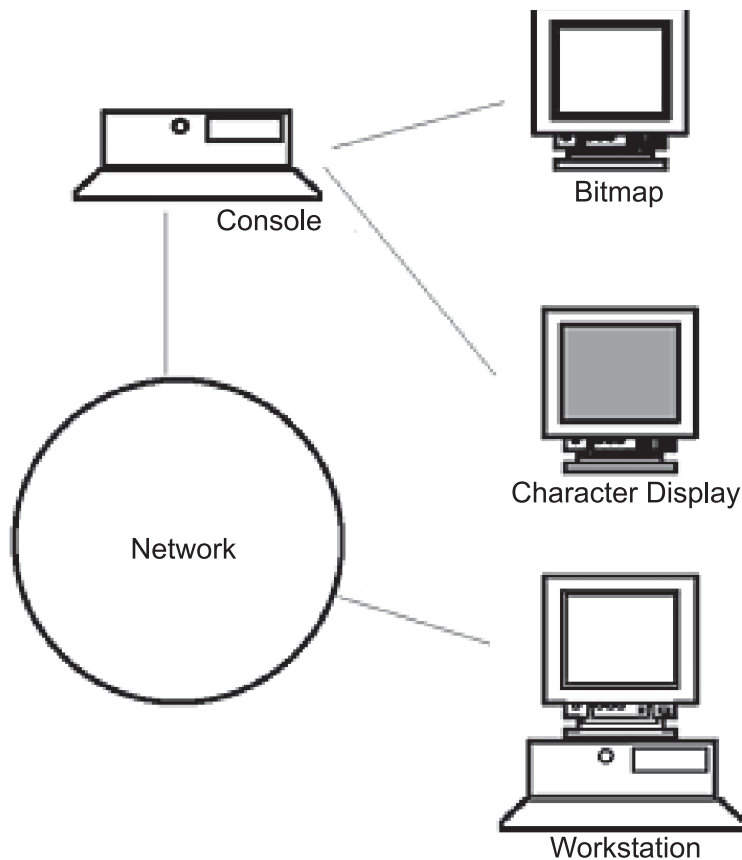 Bitmap
Console
Character Display
Network
Workstation